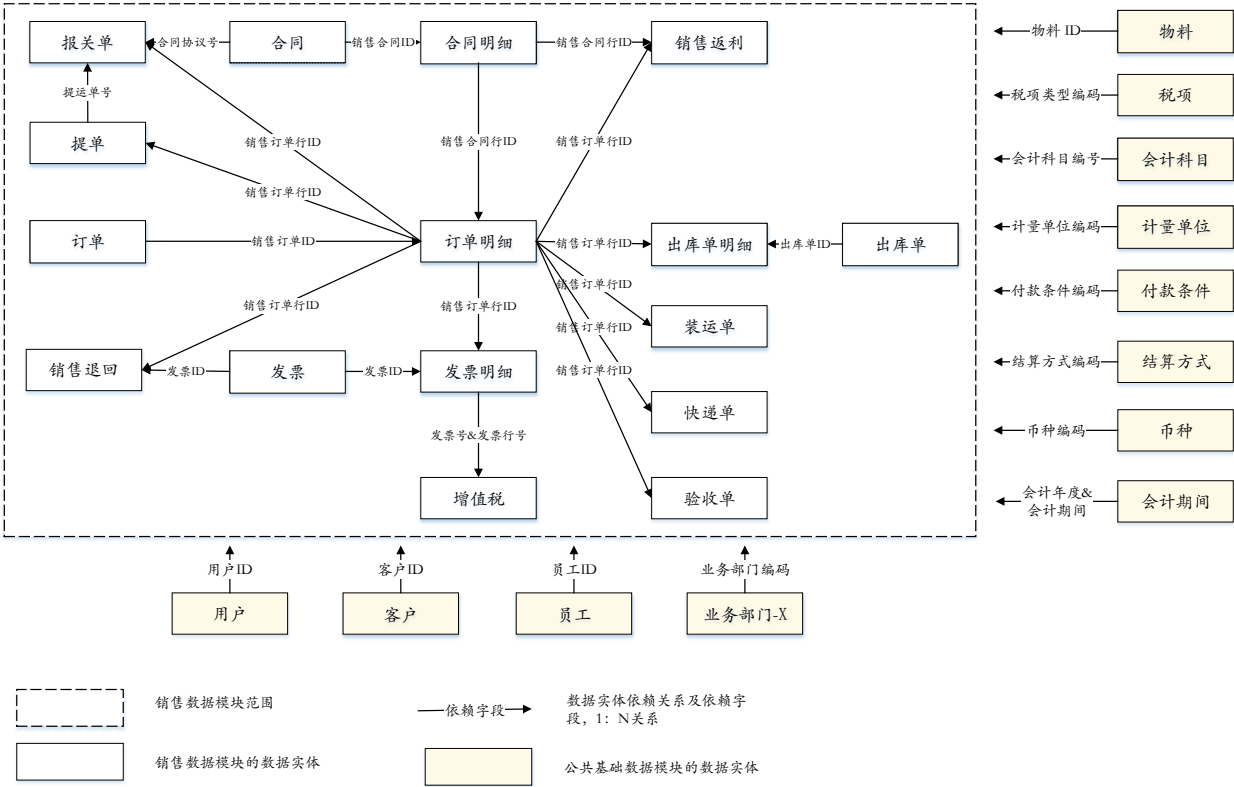 报关单
合同协议号
合同
销售合同ID
合同明细
销售合同行ID
销售返利
物料 ID
物料
提运单号
税项类型编码
税项
提单
销售订单行ID
销售合同行ID
销售订单行ID
会计科目编号
会计科目
销售订单行ID
订单
销售订单ID
订单明细
销售订单行ID
出库单明细
出库单ID
出库单
计量单位编码
计量单位
销售订单行ID
付款条件编码
付款条件
销售订单行ID
销售订单行ID
销售订单行ID
装运单
销售退回
发票ID
发票
发票ID
发票明细
销售订单行ID
结算方式编码
结算方式
快递单
发票号&发票行号
币种编码
币种
增值税
验收单
会计年度&
会计期间
会计期间
用户ID
客户ID
员工ID
业务部门编码
用户
客户
员工
业务部门-X
销售数据模块范围
依赖字段
数据实体依赖关系及依赖字
段，1：N关系
销售数据模块的数据实体
公共基础数据模块的数据实体